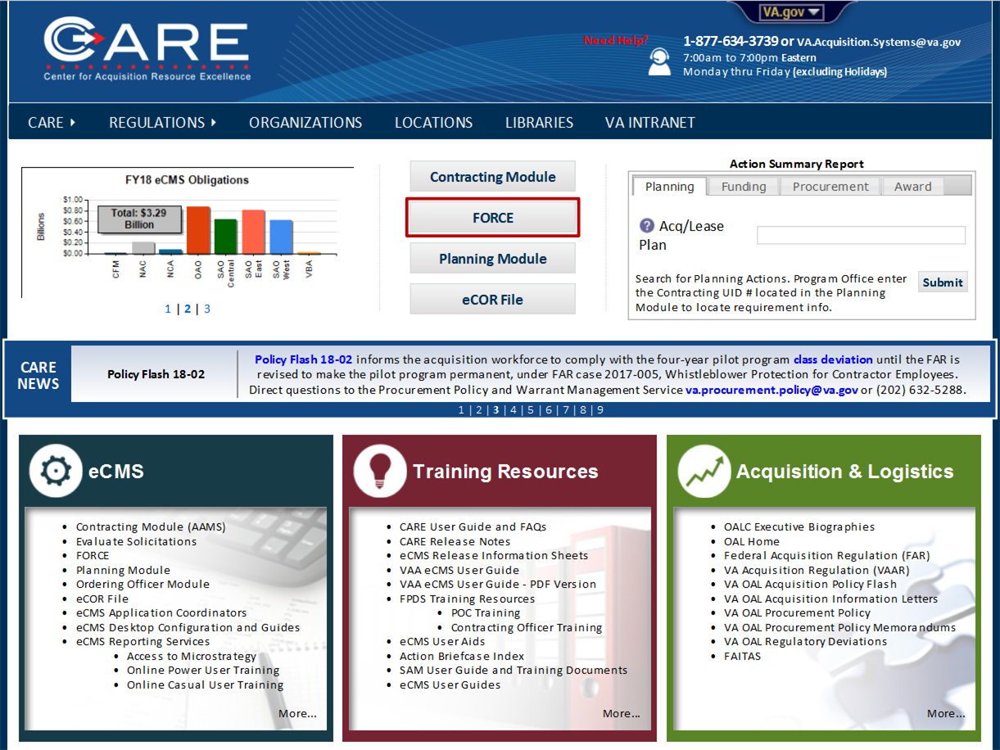 VA.gov
CARE
Center for Acquisition Resource Excellence
Need Help?
1-877-634-3739 or VA.Acquisition.Systems@va.gov
7:00am to 7:00pm Eastern
Monday thru Friday (excluding Holidays)
CARE REGULATIONS ORGANIZATIONS LOCATIONS LIBRARIES VA INTRANET
FY18 eCMS Obligations
Billions
$1.00
$0.80
$0.60
$0.40
$0.20
$0.00
Total: $3.29
Billion
CFM
NAC
NCA
OAO
SAO
Central
SAO
East
SAO
West
VBA
1 | 2 | 3
Contracting Module
FORCE
Planning Module
eCOR File
Action Summary Report
Planning Funding Procurement Award
? Acq/Lease
Plan
Search for Planning Actions. Program Office enter
the Contracting UID # located in the Planning
Module to locate requirement info.
Submit
CARE
NEWS
Policy Flash 18-02
Policy Flash 18-02 informs the acquisition workforce to comply with the four-year pilot program class deviation until the FAR is
revised to make the pilot program permanent, under FAR case 2017-005, Whistleblower Protection for Contractor Employees.
Direct questions to the Procurement Policy and Warrant Management Service va.procurement.policy@va.gov or (202) 632-5288.
1 | 2 | 3 | 4 | 5 | 6 | 7 | 8 | 9
eCMS
• Contracting Module (AAMS)
• Evaluate Solicitations
• FORCE
• Planning Module
• Ordering Officer Module
• eCOR File
• eCMS Application Coordinators
• eCMS Desktop Configuration and Guides
• eCMS Reporting Services
• Access to Microstrategy
• Online Power User Training
• Online Casual User Training
More...
Training Resources
• CARE User Guide and FAQs
• CARE Release Notes
• eCMS Release Information Sheets
• VAA eCMS User Guide
• VAA eCMS User Guide - PDF Version
• FPDS Training Resources
• POC Training
• Contracting Officer Training
• eCMS User Aids
• Action Briefcase Index
• SAM User Guide and Training Documents
• eCMS User Guides
More...
Acquisition & Logistics
• OALC Executive Biographies
• OAL Home
• Federal Acquisition Regulation (FAR)
• VA Acquisition Regulation (VAAR)
• VA OAL Acquisition Policy Flash
• VA OAL Acquisition Information Letters
• VA OAL Procurement Policy
• VA OAL Procurement Policy Memorandums
• VA OAL Regulatory Deviations
• FAITAS
More...